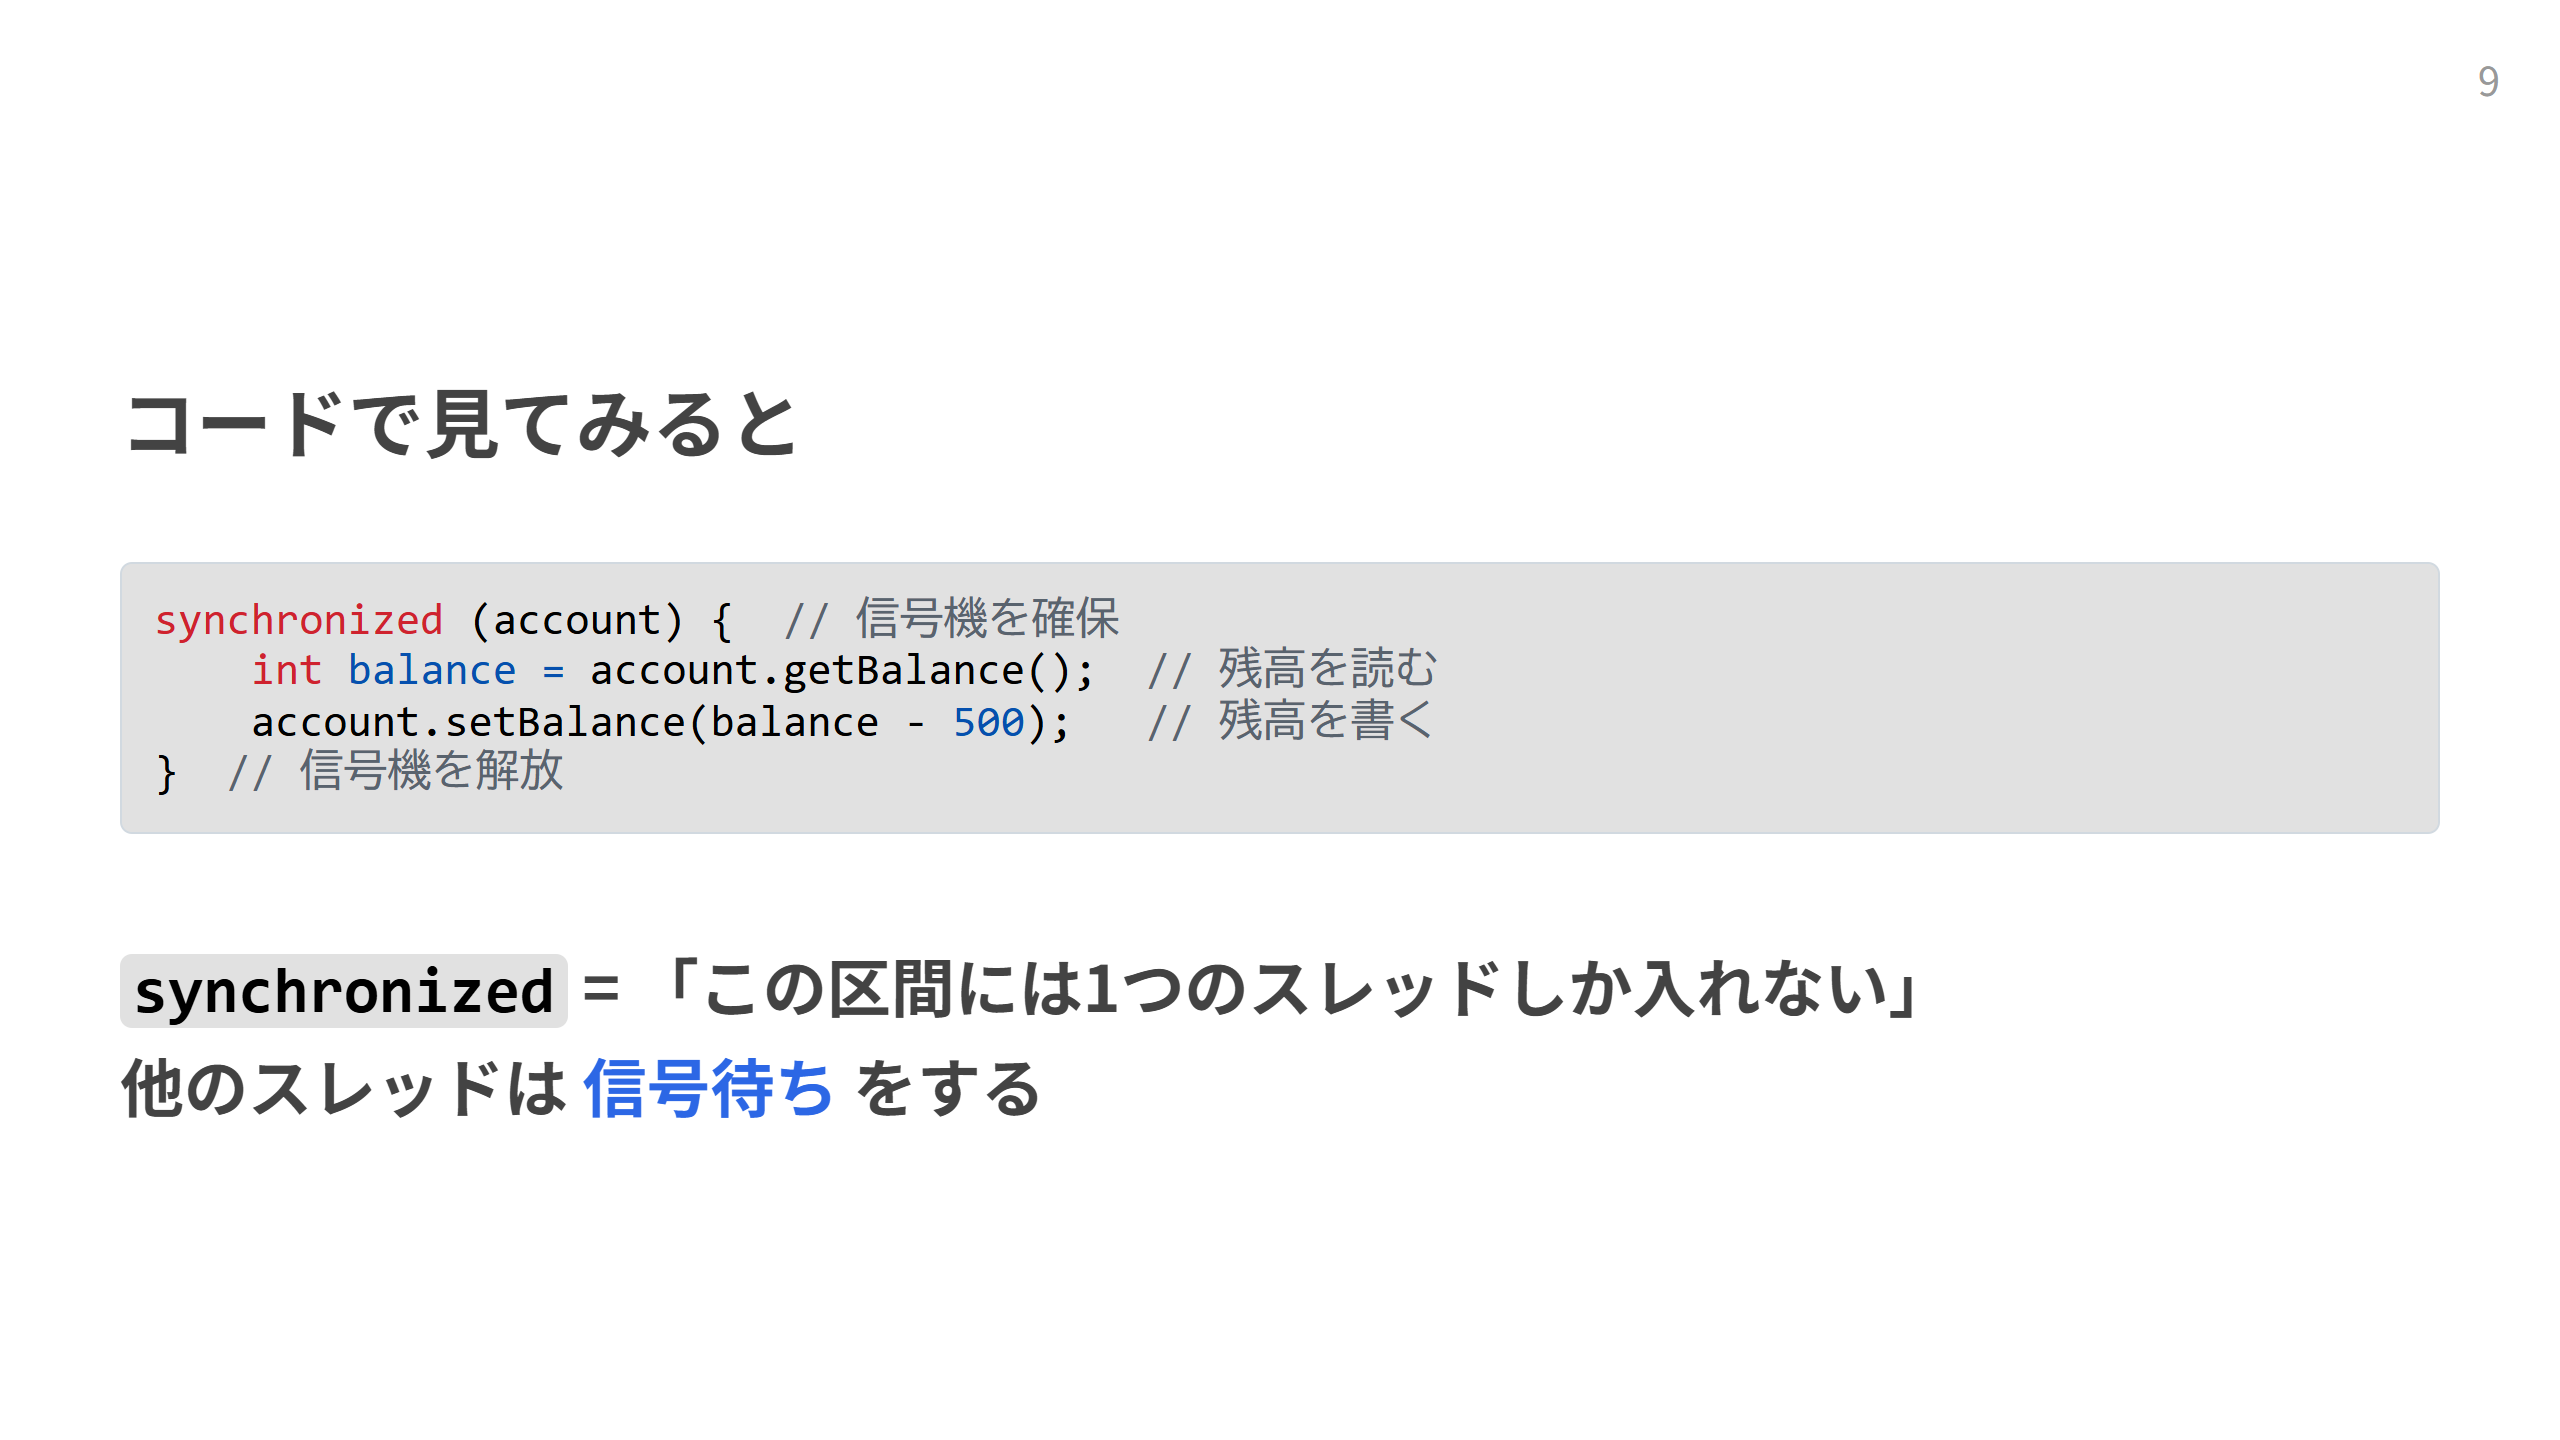 9
コードで見てみると
synchronized (account) {  // 信号機を確保
    int balance = account.getBalance();  // 残高を読む
    account.setBalance(balance - 500);   // 残高を書く
}  // 信号機を解放
synchronized = 「この区間には1つのスレッドしか入れない」
他のスレッドは 信号待ち をする